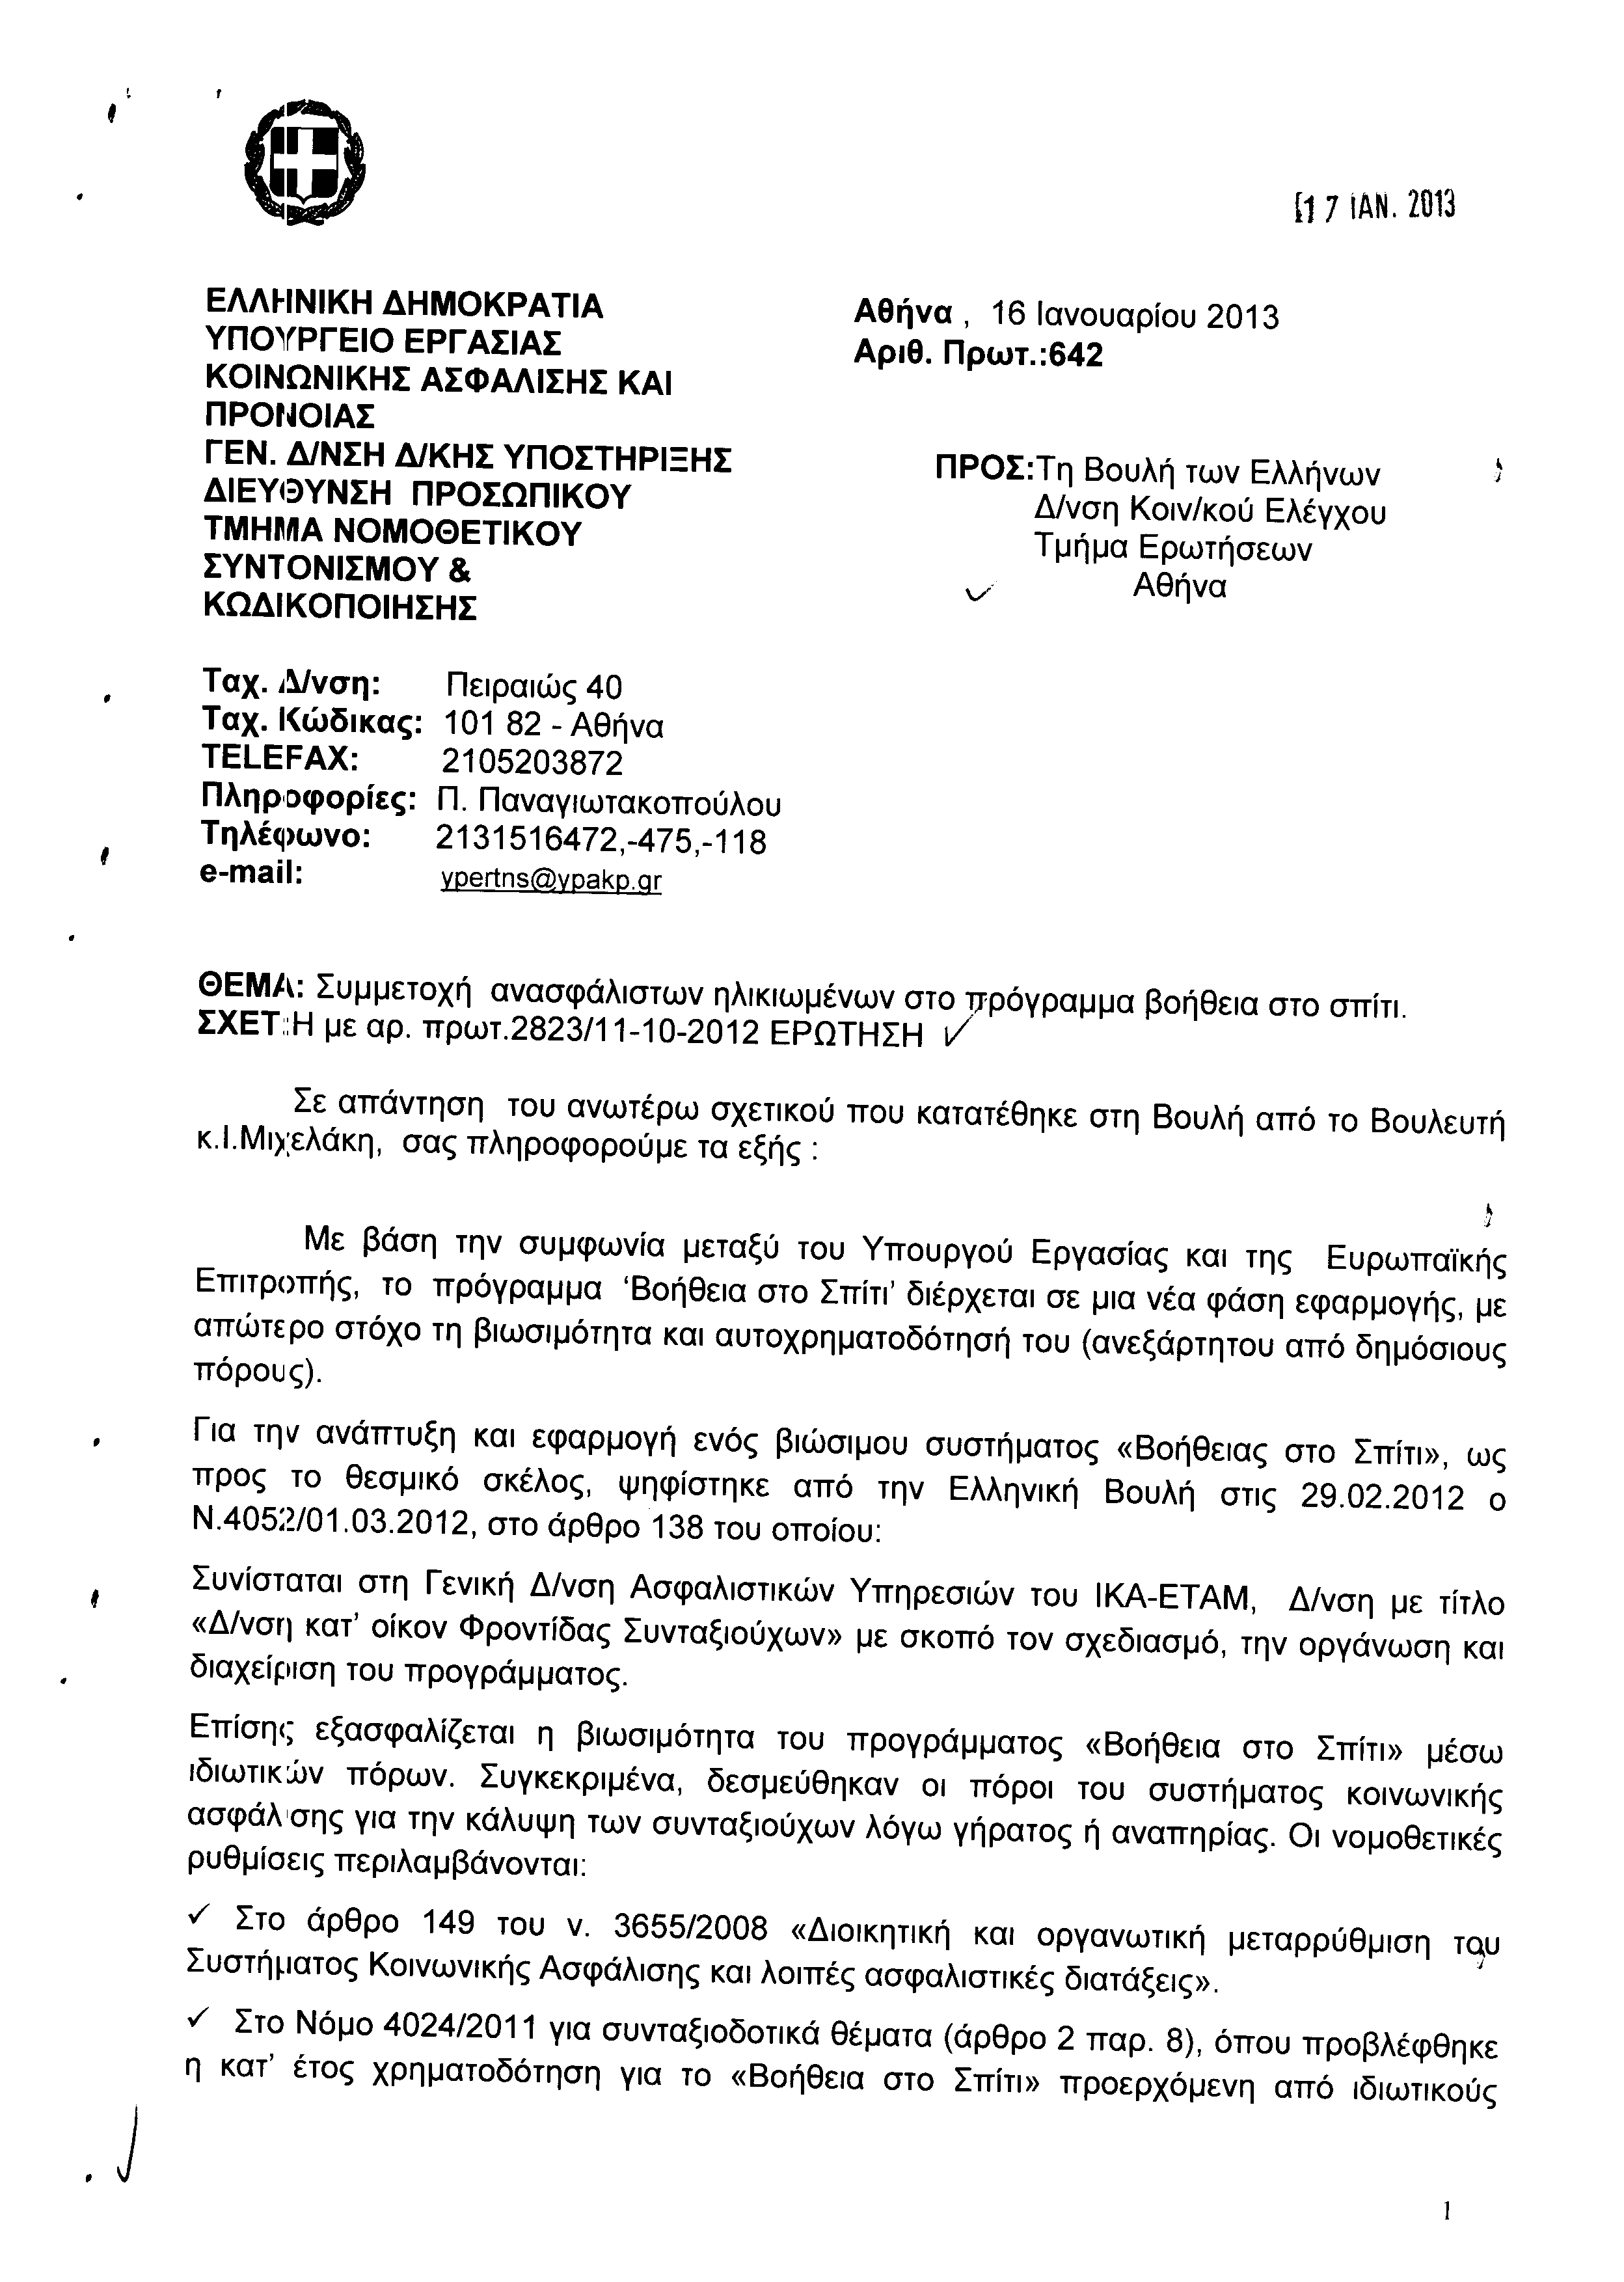 17 ΙΑΝ. 2013
ΕΛΛΗΝΙΚΗ ΔΗΜΟΚΡΑΤΙΑ
ΥΠΟΥΡΓΕΙΟ ΕΡΓΑΣΙΑΣ
ΚΟΙΝΩΝΙΚΗΣ ΑΣΦΑΛΙΣΗΣ ΚΑΙ
ΠΡΟΝΟΙΑΣ
ΓΕΝ. Δ/ΝΣΗ Δ/ΚΗΣ ΥΠΟΣΤΗΡΙΞΗΣ
ΔΙΕΥΘΥΝΣΗ ΠΡΟΣΩΠΙΚΟΥ
ΤΜΗΜΑ ΝΟΜΟΘΕΤΙΚΟΥ
ΣΥΝΤΟΝΙΣΜΟΥ &
ΚΩΔΙΚΟΠΟΙΗΣΗΣ
Αθήνα , 16 Ιανουαρίου 2013
Αριθ. Πρωτ.:642
ΠΡΟΣ:Τη Βουλή των Ελλήνων
Δ/νση Κοιν/κού Ελέγχου
Τμήμα Ερωτήσεων
Αθήνα
Ταχ. Δ/νση: Πειραιώς 40
Ταχ. Κώδικας: 101 82 - Αθήνα
TELEFAX: 2105203872
Πληροφορίες: Π. Παναγιωτακοπούλου
Τηλέφωνο: 2131516472,-475,-118
e-mail: ypertns@ypakp.gr
ΘΕΜΑ: Συμμετοχή ανασφάλιστων ηλικιωμένων στο πρόγραμμα βοήθεια στο σπίτι.
ΣΧΕΤ.:Η με αρ. πρωτ.2823/11-10-2012 ΕΡΩΤΗΣΗ
Σε απάντηση του ανωτέρω σχετικού που κατατέθηκε στη Βουλή από το Βουλευτή
κ.Ι.Μιχελάκη, σας πληροφορούμε τα εξής :
Με βάση την συμφωνία μεταξύ του Υπουργού Εργασίας και της Ευρωπαϊκής
Επιτροπής, το πρόγραμμα ‘Βοήθεια στο Σπίτι’ διέρχεται σε μια νέα φάση εφαρμογής, με
απώτερο στόχο τη βιωσιμότητα και αυτοχρηματοδότησή του (ανεξάρτητου από δημόσιους
πόρους).
Για την ανάπτυξη και εφαρμογή ενός βιώσιμου συστήματος «Βοήθειας στο Σπίτι», ως
προς το θεσμικό σκέλος, ψηφίστηκε από την Ελληνική Βουλή στις 29.02.2012 ο
Ν.4052/01.03.2012, στο άρθρο 138 του οποίου:
Συνίσταται στη Γενική Δ/νση Ασφαλιστικών Υπηρεσιών του ΙΚΑ-ΕΤΑΜ, Δ/νση με τίτλο
«Δ/νση κατ’ οίκον Φροντίδας Συνταξιούχων» με σκοπό τον σχεδιασμό, την οργάνωση και
διαχείριση του προγράμματος.
Επίσης εξασφαλίζεται η βιωσιμότητα του προγράμματος «Βοήθεια στο Σπίτι» μέσω
ιδιωτικών πόρων. Συγκεκριμένα, δεσμεύθηκαν οι πόροι του συστήματος κοινωνικής
ασφάλισης για την κάλυψη των συνταξιούχων λόγω γήρατος ή αναπηρίας. Οι νομοθετικές
ρυθμίσεις περιλαμβάνονται:
✓ Στο άρθρο 149 του ν. 3655/2008 «Διοικητική και οργανωτική μεταρρύθμιση του
Συστήματος Κοινωνικής Ασφάλισης και λοιπές ασφαλιστικές διατάξεις».
✓ Στο Νόμο 4024/2011 για συνταξιοδοτικά θέματα (άρθρο 2 παρ. 8), όπου προβλέφθηκε
η κατ’ έτος χρηματοδότηση για το «Βοήθεια στο Σπίτι» προερχόμενη από ιδιωτικούς
1